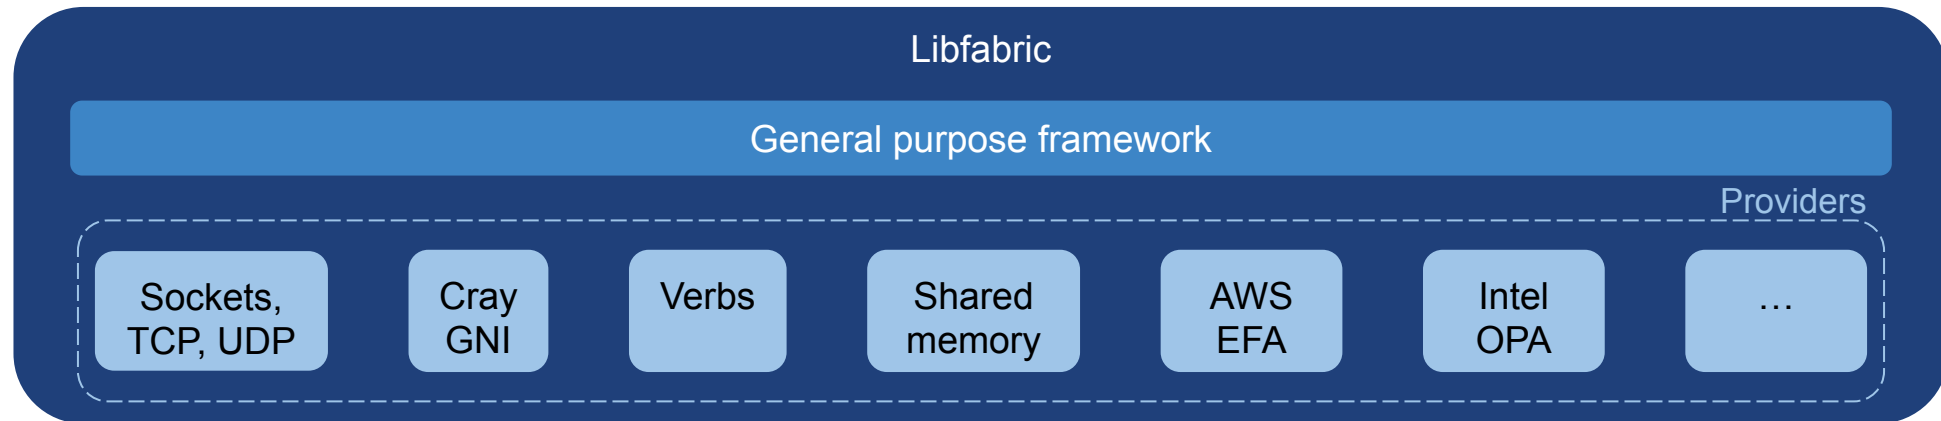 Libfabric
General purpose framework
Providers
Sockets,
TCP, UDP
Cray
GNI
Verbs
Shared
memory
AWS
EFA
Intel
OPA
…